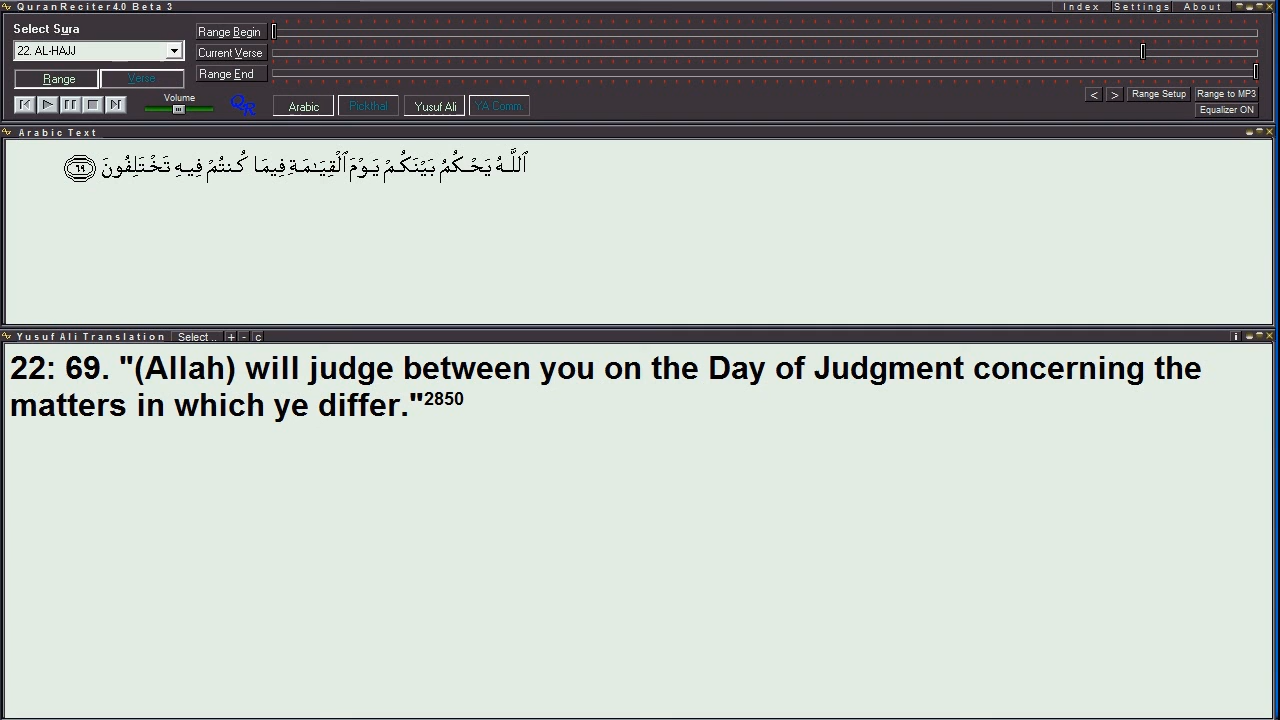 QuranReciter4.0 Beta 3
Index Settings About
Select Sura
22. AL-HAJJ
Range Verse
Volume
QR
Range Begin
Current Verse
Range End
Arabic Pickthal Yusuf Ali YA Comm.
< > Range Setup Range to MP3
Equalizer ON
Arabic Text
ٱللَّهُ يَحْكُمُ بَيْنَكُمْ يَوْمَ ٱلْقِيَـٰمَةِ فِيمَا كُنتُمْ فِيهِ تَخْتَلِفُونَ ٦٩
Yusuf Ali Translation Select .. + - c i
22: 69. "(Allah) will judge between you on the Day of Judgment concerning the
matters in which ye differ."2850